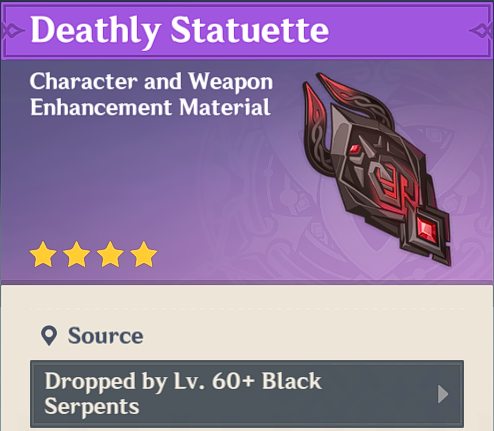 Deathly Statuette
Character and Weapon
Enhancement Material
Source
Dropped by Lv. 60+ Black
Serpents